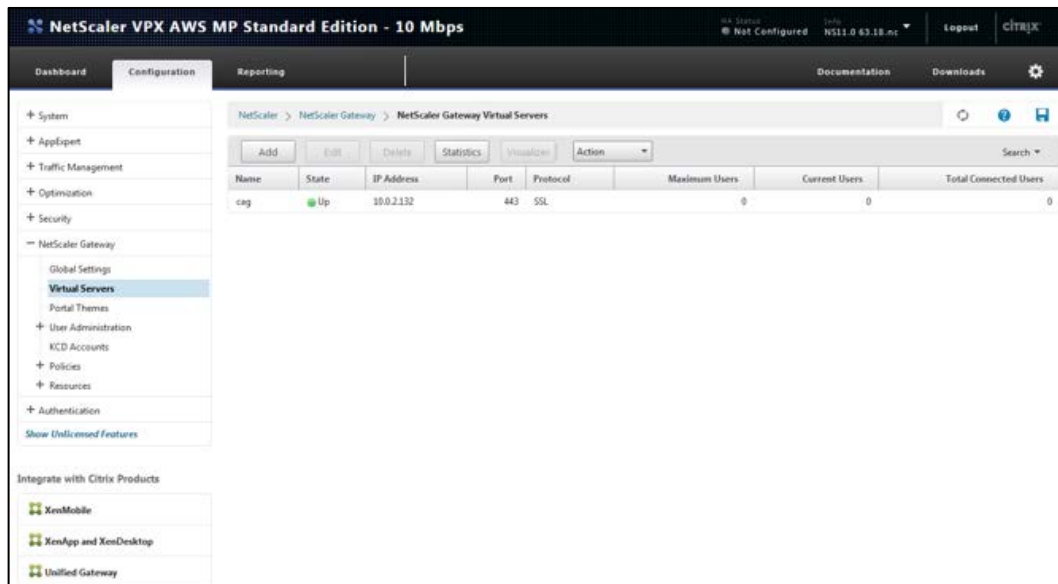 NetScaler VPX AWS MP Standard Edition - 10 Mbps
HA Status
Not Configured
Info
NS11.0 63.18.nc
Logout
CITRIX
Dashboard Configuration Reporting Documentation Downloads
+ System
+ AppExpert
+ Traffic Management
+ Optimization
+ Security
− NetScaler Gateway
Global Settings
Virtual Servers
Portal Themes
+ User Administration
KCD Accounts
+ Policies
+ Resources
+ Authentication
Show Unlicensed Features
Integrate with Citrix Products
XenMobile
XenApp and XenDesktop
Unified Gateway
NetScaler > NetScaler Gateway > NetScaler Gateway Virtual Servers
Add Edit Delete Statistics Visualizer Action Search
Name State IP Address Port Protocol Maximum Users Current Users Total Connected Users
cag Up 10.0.2.132 443 SSL 0 0 0